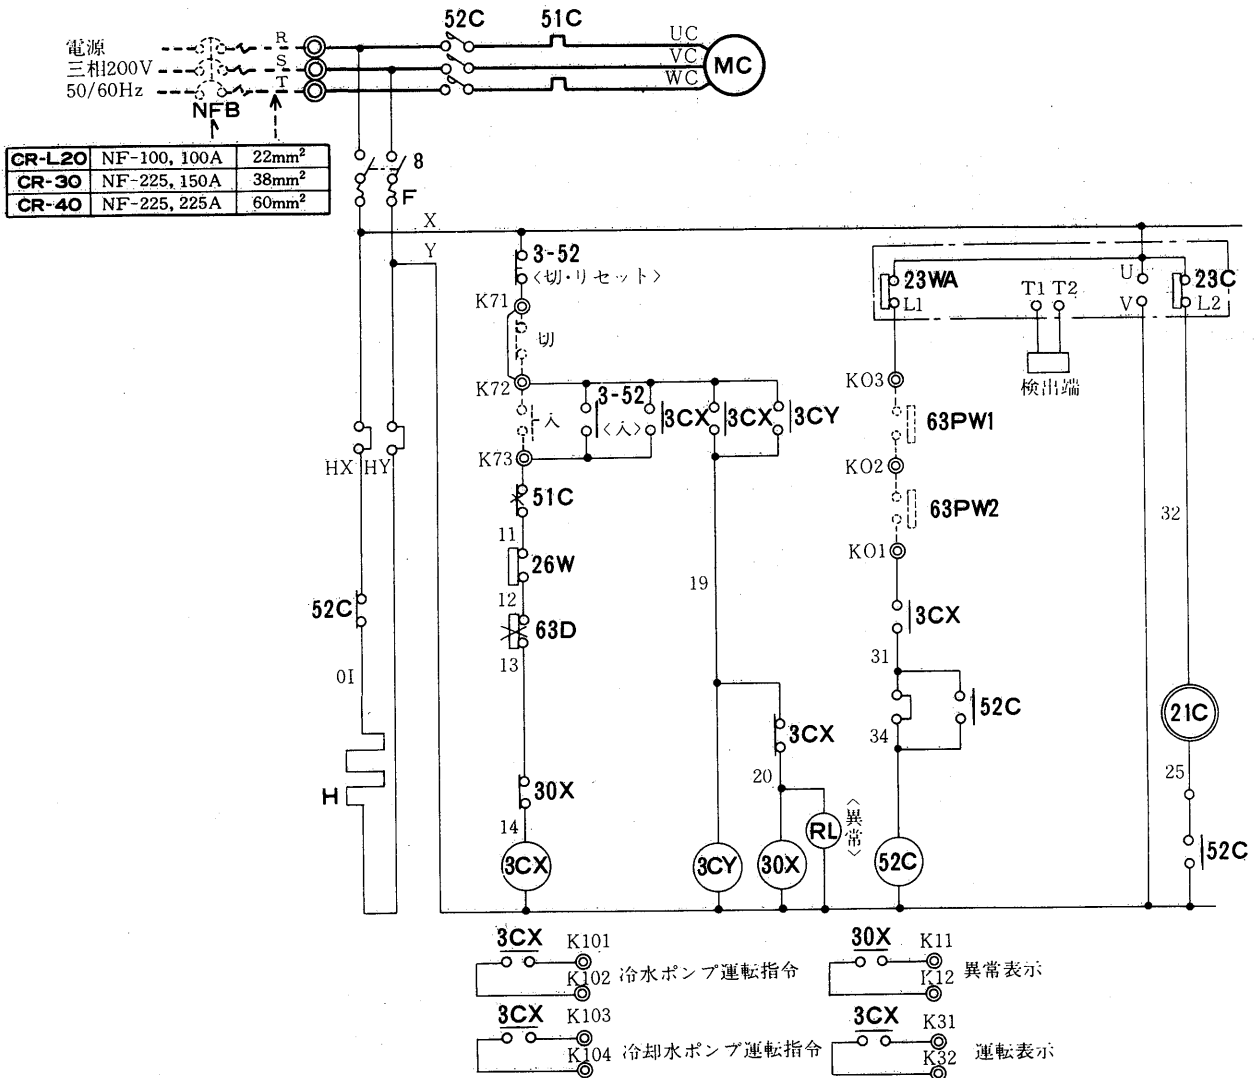 52C
51C
電源
三相200V
50/60Hz
R
S
T
UC
VC
WC
MC
NFB
CR-L20 NF-100, 100A 22mm²
CR-30 NF-225, 150A 38mm²
CR-40 NF-225, 225A 60mm²
8
F
X
Y
3-52
〈切・リセット〉
K71
切
K72
入
3-52
〈入〉
3CX
3CX
3CY
K73
51C
11
26W
12
63D
13
30X
14
3CX
HX
HY
52C
01
H
19
3CX
20
3CY
30X
RL
〈異常〉
23WA
L1
T1
T2
U
V
23C
L2
検出端
KO3
63PW1
KO2
63PW2
KO1
3CX
31
52C
34
52C
32
21C
25
52C
3CX
K101
K102
冷水ポンプ運転指令
30X
K11
K12
異常表示
3CX
K103
K104
冷却水ポンプ運転指令
3CX
K31
K32
運転表示